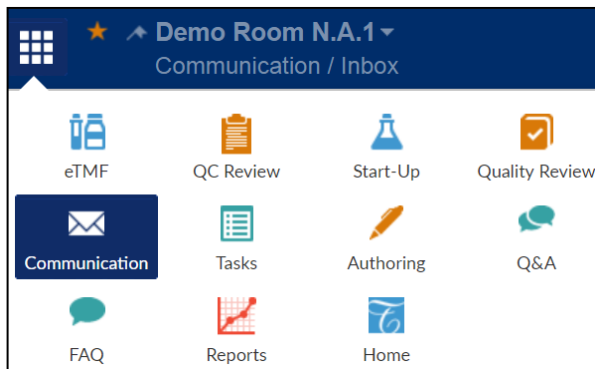 Demo Room N.A.1
Communication / Inbox
eTMF QC Review Start-Up Quality Review
Communication Tasks Authoring Q&A
FAQ Reports Home